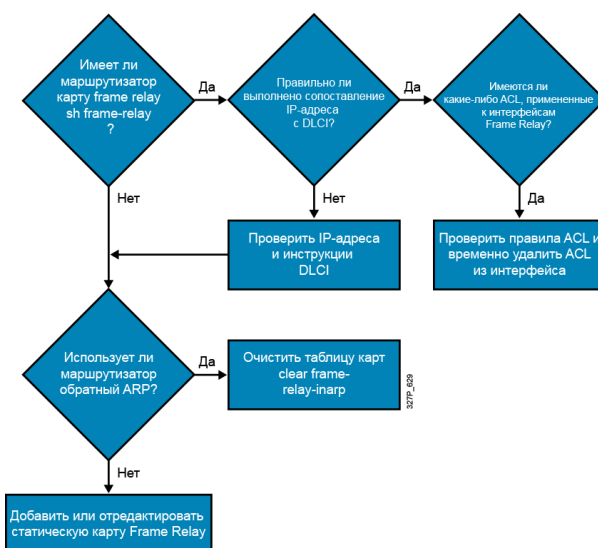 Имеет ли
маршрутизатор
карту frame relay
sh frame-relay
?
Да
Правильно ли
выполнено сопоставление
IP-адреса
с DLCI?
Да
Имеются ли
какие-либо ACL, примененные
к интерфейсам
Frame Relay?
Нет
Нет
Да
Проверить IP-адреса
и инструкции
DLCI
Проверить правила ACL и
временно удалить ACL
из интерфейса
Использует ли
маршрутизатор
обратный ARP?
Да
Очистить таблицу карт
clear frame-
relay-inarp
327P_629
Нет
Добавить или отредактировать
статическую карту Frame Relay